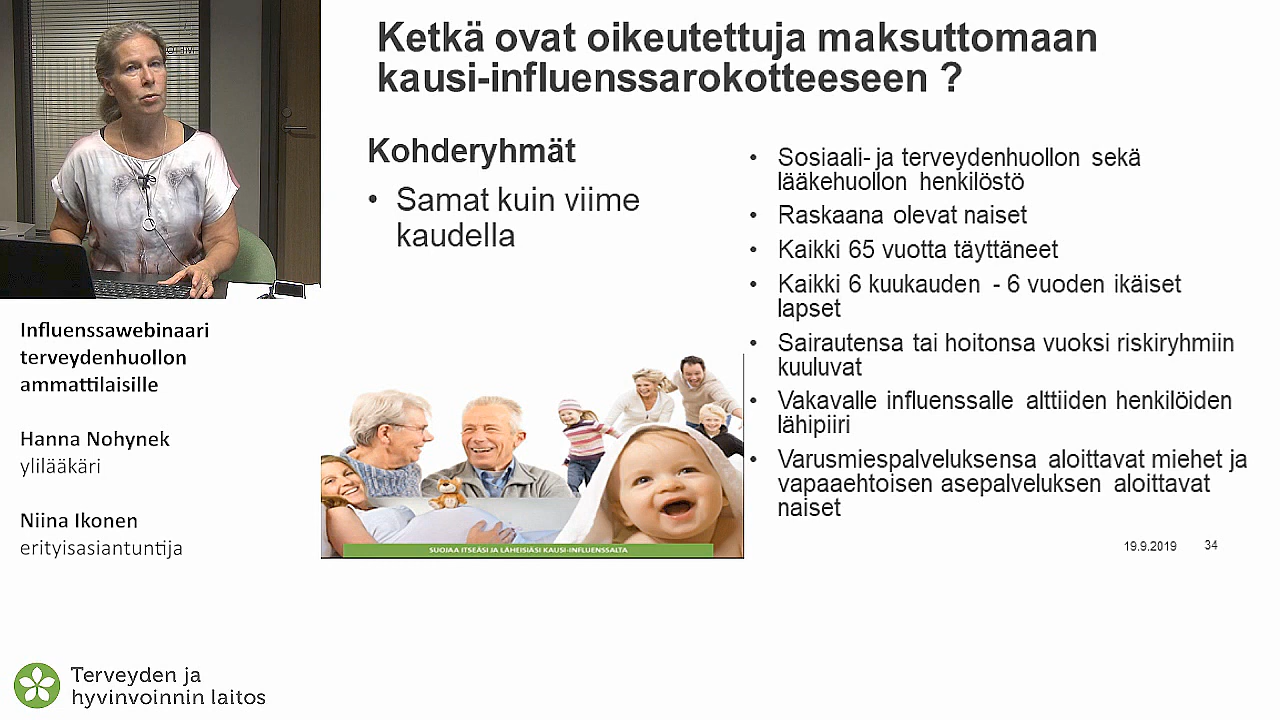 Ketkä ovat oikeutettuja maksuttomaan
kausi-influenssarokotteeseen ?
Kohderyhmät
• Samat kuin viime
kaudella
• Sosiaali- ja terveydenhuollon sekä
lääkehuollon henkilöstö
• Raskaana olevat naiset
• Kaikki 65 vuotta täyttäneet
• Kaikki 6 kuukauden - 6 vuoden ikäiset
lapset
• Sairautensa tai hoitonsa vuoksi riskiryhmiin
kuuluvat
• Vakavalle influenssalle alttiiden henkilöiden
lähipiiri
• Varusmiespalveluksensa aloittavat miehet ja
vapaaehtoisen asepalveluksen aloittavat
naiset
SUOJAA ITSEÄSI JA LÄHEISIÄSI KAUSI-INFLUENSSALTA
19.9.2019 34
Influenssawebinaari
terveydenhuollon
ammattilaisille
Hanna Nohynek
ylilääkäri
Niina Ikonen
erityisasiantuntija
Terveyden ja
hyvinvoinnin laitos